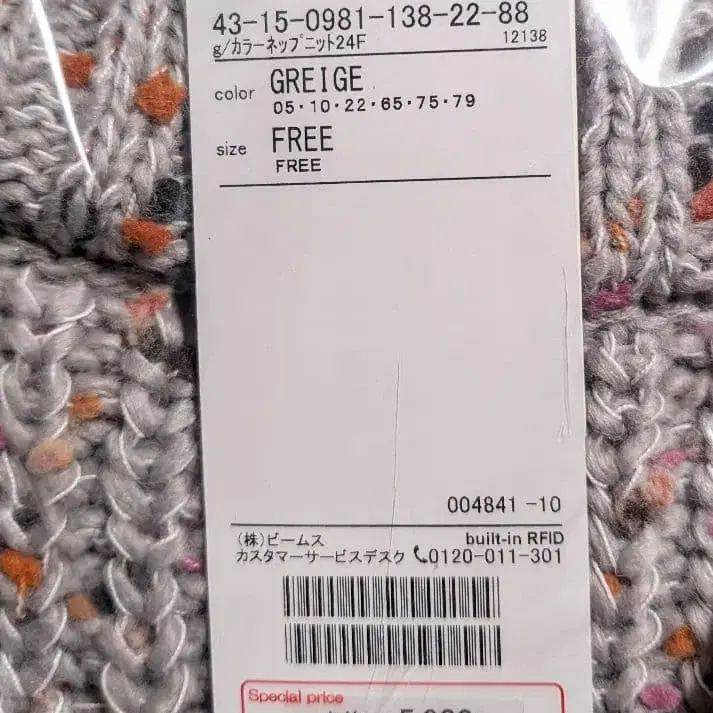 43-15-0981-138-22-88
g/カラーネップニット24F 12138
color GREIGE
05・10・22・65・75・79
size FREE
FREE
004841 -10
(株)ビームス built-in RFID
カスタマーサービスデスク 0120-011-301
Special price